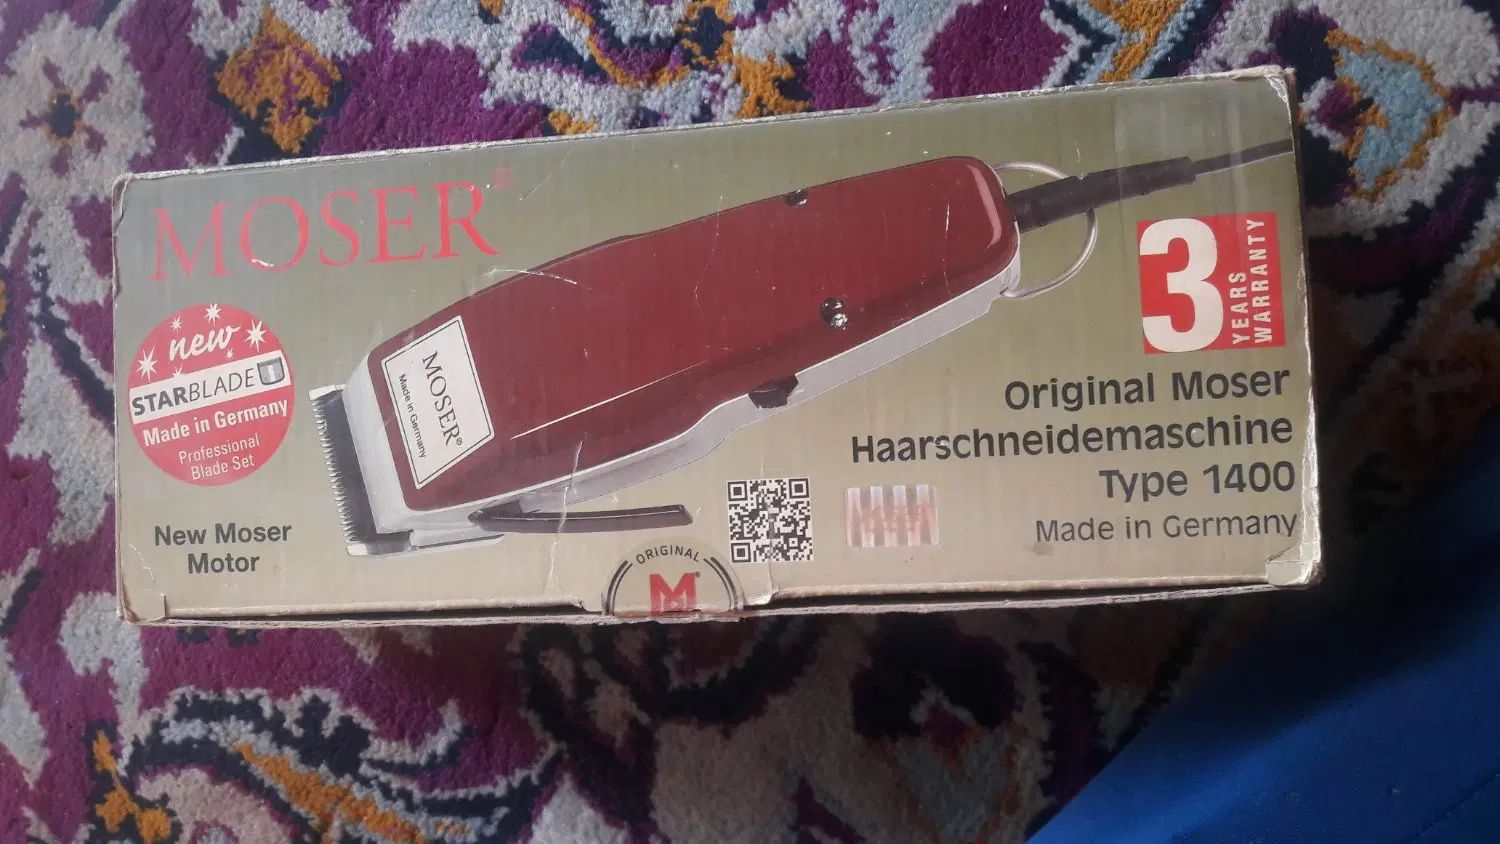 MOSER®
new
STARBLADE
Made in Germany
Professional
Blade Set
New Moser
Motor
MOSER®
Made in Germany
3
YEARS
WARRANTY
Original Moser
Haarschneidemaschine
Type 1400
Made in Germany
ORIGINAL
M